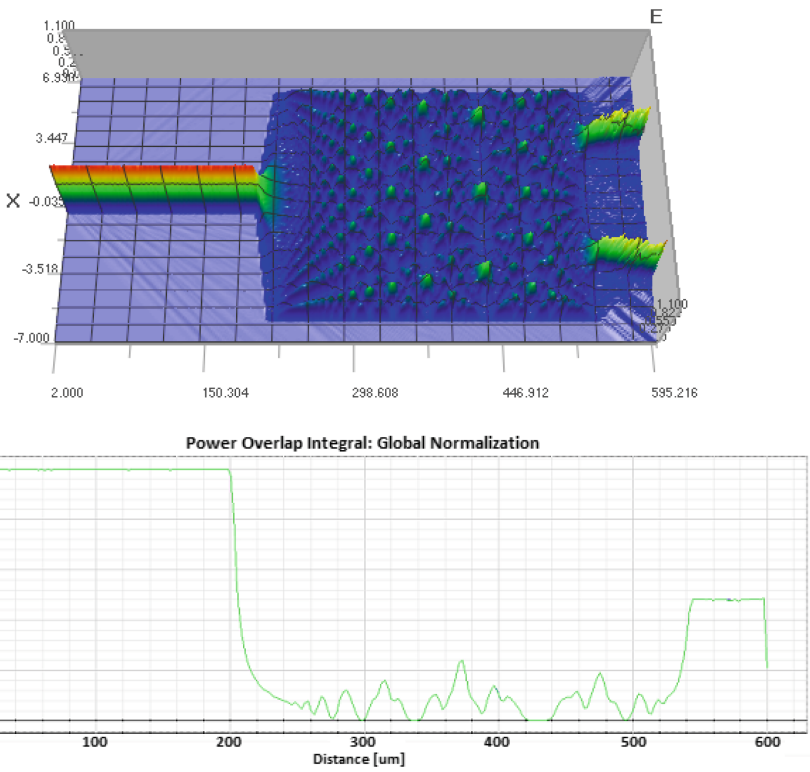 E
1.100
6.930
3.447
X
-0.035
-3.518
-7.000
1.100
2.000 150.304 298.608 446.912 595.216
Power Overlap Integral: Global Normalization
100 200 300 400 500 600
Distance [um]